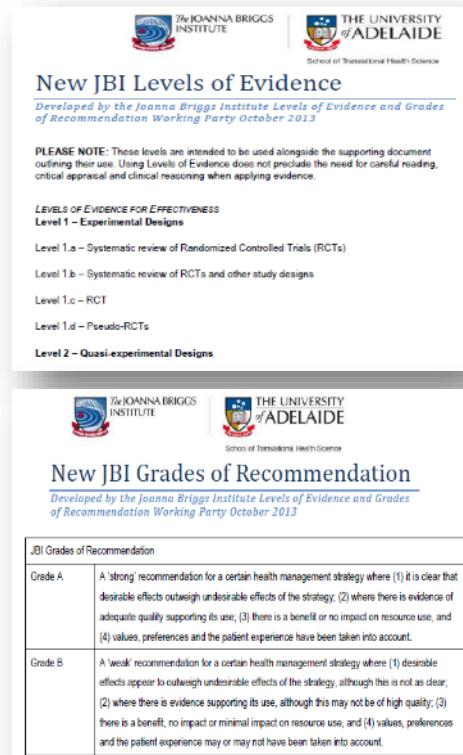 The JOANNA BRIGGS
INSTITUTE
THE UNIVERSITY
of ADELAIDE
School of Translational Health Science
New JBI Levels of Evidence
Developed by the Joanna Briggs Institute Levels of Evidence and Grades
of Recommendation Working Party October 2013
PLEASE NOTE: These levels are intended to be used alongside the supporting document
outlining their use. Using Levels of Evidence does not preclude the need for careful reading,
critical appraisal and clinical reasoning when applying evidence.
LEVELS OF EVIDENCE FOR EFFECTIVENESS
Level 1 – Experimental Designs
Level 1.a – Systematic review of Randomized Controlled Trials (RCTs)
Level 1.b – Systematic review of RCTs and other study designs
Level 1.c – RCT
Level 1.d – Pseudo-RCTs
Level 2 – Quasi-experimental Designs
The JOANNA BRIGGS
INSTITUTE
THE UNIVERSITY
of ADELAIDE
School of Translational Health Science
New JBI Grades of Recommendation
Developed by the Joanna Briggs Institute Levels of Evidence and Grades
of Recommendation Working Party October 2013
JBI Grades of Recommendation
Grade A
A 'strong' recommendation for a certain health management strategy where (1) it is clear that
desirable effects outweigh undesirable effects of the strategy; (2) where there is evidence of
adequate quality supporting its use; (3) there is a benefit or no impact on resource use, and
(4) values, preferences and the patient experience have been taken into account.
Grade B
A 'weak' recommendation for a certain health management strategy where (1) desirable
effects appear to outweigh undesirable effects of the strategy, although this is not as clear;
(2) where there is evidence supporting its use, although this may not be of high quality; (3)
there is a benefit, no impact or minimal impact on resource use, and (4) values, preferences
and the patient experience may or may not have been taken into account.